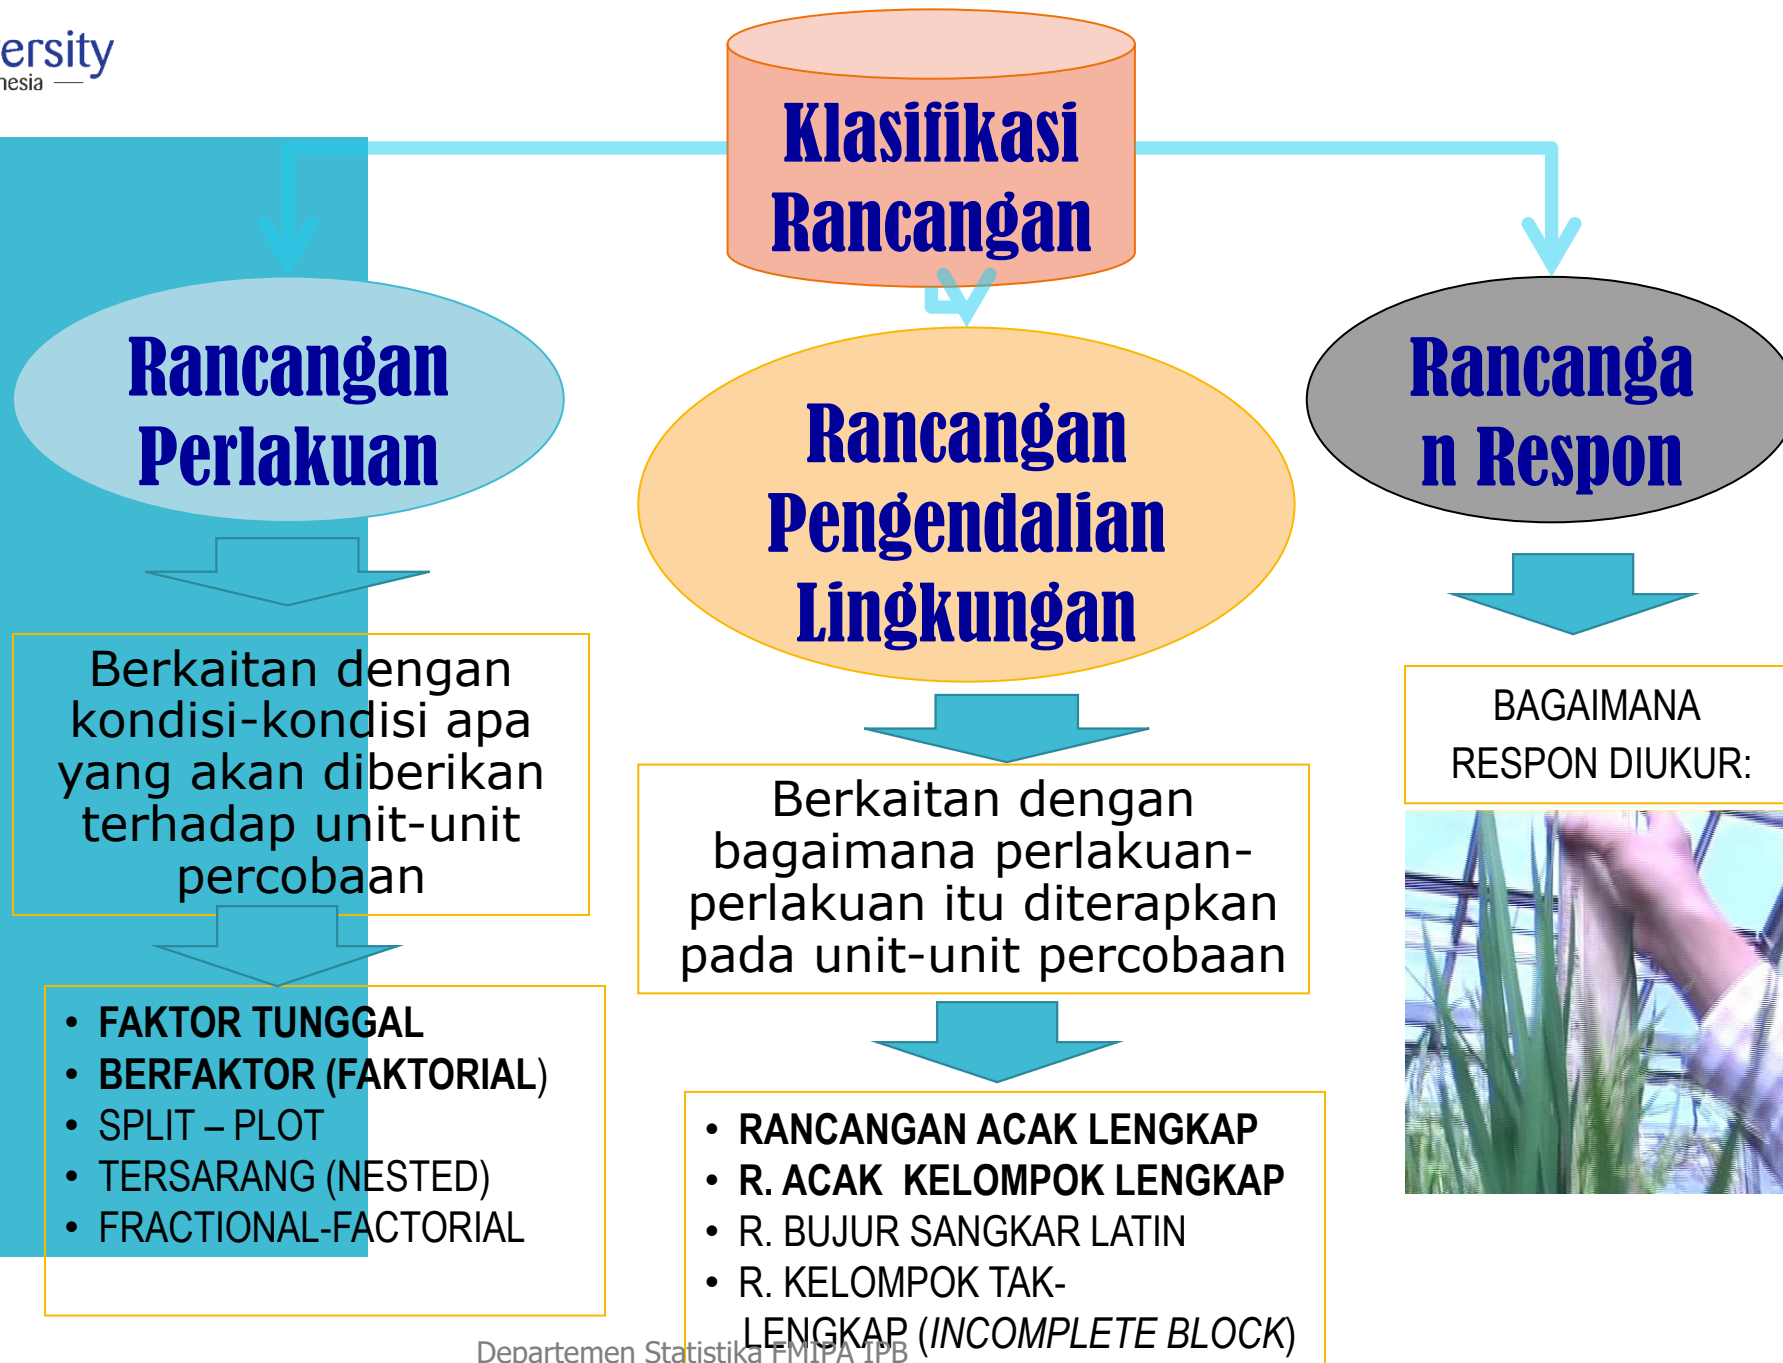 ersity
nesia
Klasifikasi
Rancangan
Rancangan
Perlakuan
Rancangan
Pengendalian
Lingkungan
Rancanga
n Respon
Berkaitan dengan
kondisi-kondisi apa
yang akan diberikan
terhadap unit-unit
percobaan
Berkaitan dengan
bagaimana perlakuan-
perlakuan itu diterapkan
pada unit-unit percobaan
BAGAIMANA
RESPON DIUKUR:
• FAKTOR TUNGGAL
• BERFAKTOR (FAKTORIAL)
• SPLIT – PLOT
• TERSARANG (NESTED)
• FRACTIONAL-FACTORIAL
• RANCANGAN ACAK LENGKAP
• R. ACAK KELOMPOK LENGKAP
• R. BUJUR SANGKAR LATIN
• R. KELOMPOK TAK-
LENGKAP (INCOMPLETE BLOCK)
Departemen Statistika FMIPA IPB